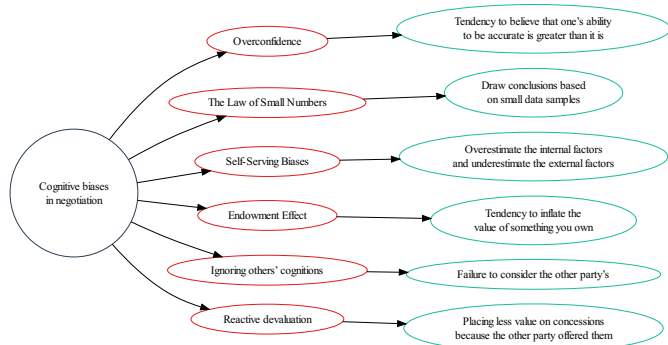 Cognitive biases
in negotiation
Overconfidence
Tendency to believe that one's ability
to be accurate is greater than it is
The Law of Small Numbers
Draw conclusions based
on small data samples
Self-Serving Biases
Overestimate the internal factors
and underestimate the external factors
Endowment Effect
Tendency to inflate the
value of something you own
Ignoring others' cognitions
Failure to consider the other party's
Reactive devaluation
Placing less value on concessions
because the other party offered them